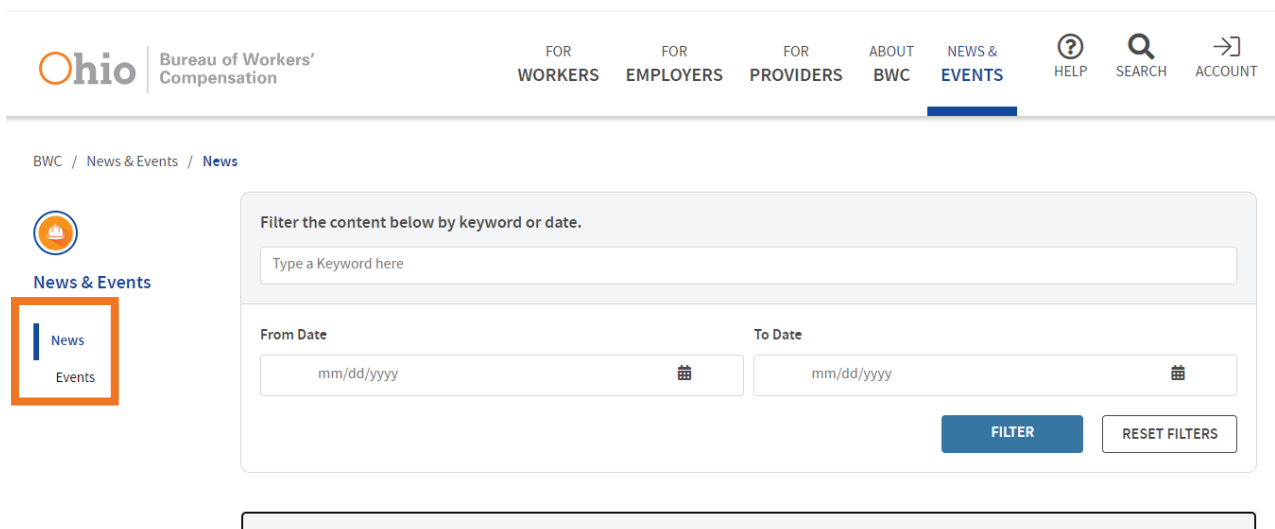 Ohio
Bureau of Workers'
Compensation
FOR
WORKERS
FOR
EMPLOYERS
FOR
PROVIDERS
ABOUT
BWC
NEWS &
EVENTS
HELP
SEARCH
ACCOUNT
BWC / News & Events / News
News & Events
News
Events
Filter the content below by keyword or date.
Type a Keyword here
From Date
To Date
mm/dd/yyyy
mm/dd/yyyy
FILTER
RESET FILTERS